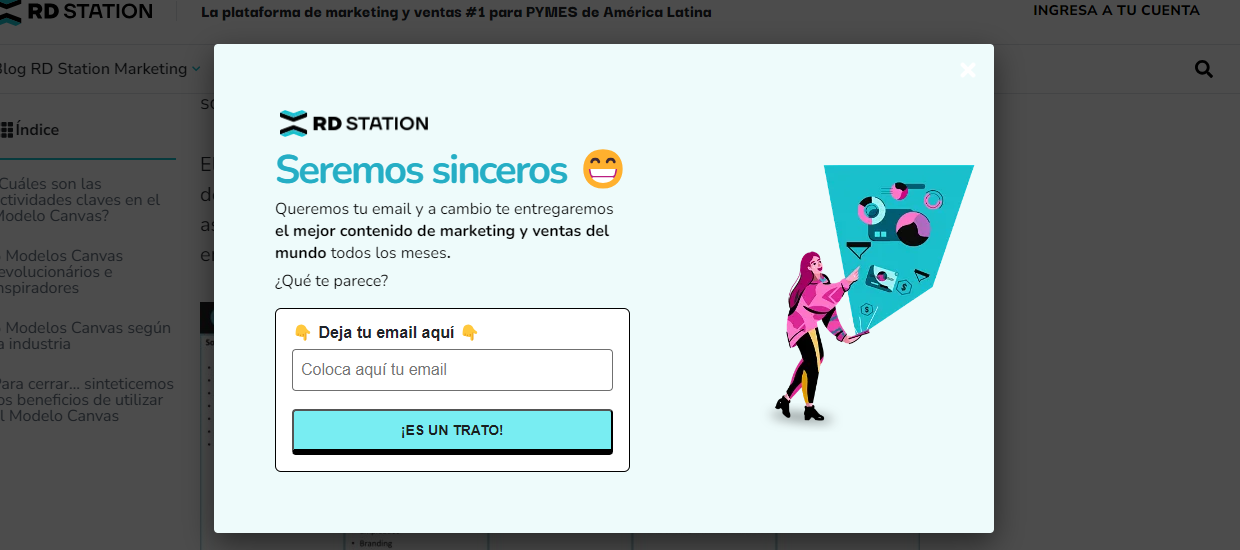 RD STATION
La plataforma de marketing y ventas #1 para PYMES de América Latina
INGRESA A TU CUENTA
Blog RD Station Marketing
Índice
Cuáles son las
actividades claves en el
Modelo Canvas?
Modelos Canvas
revolucionários e
inspiradores
Modelos Canvas según
la industria
Para cerrar... sinteticemos
los beneficios de utilizar
el Modelo Canvas
RD STATION
Seremos sinceros 😁
Queremos tu email y a cambio te entregaremos
el mejor contenido de marketing y ventas del
mundo todos los meses.
¿Qué te parece?
👇 Deja tu email aquí 👇
Coloca aquí tu email
¡ES UN TRATO!
Branding